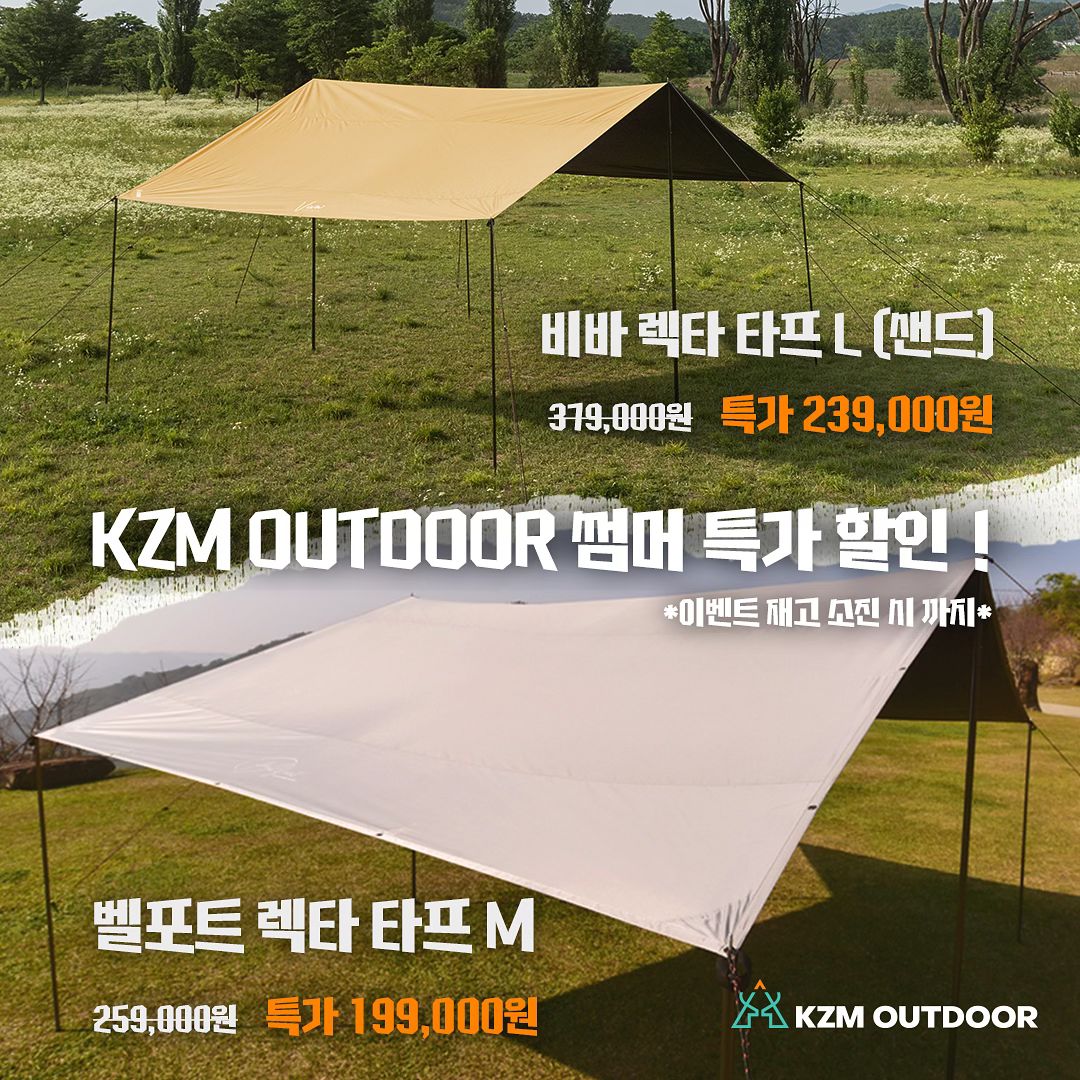 Viva
비바 렉타 타프 L (샌드)
379,000원 특가 239,000원
KZM OUTDOOR 썸머 특가 할인 !
*이벤트 재고 소진 시 까지*
벨포트 렉타 타프 M
259,000원 특가 199,000원
KZM OUTDOOR